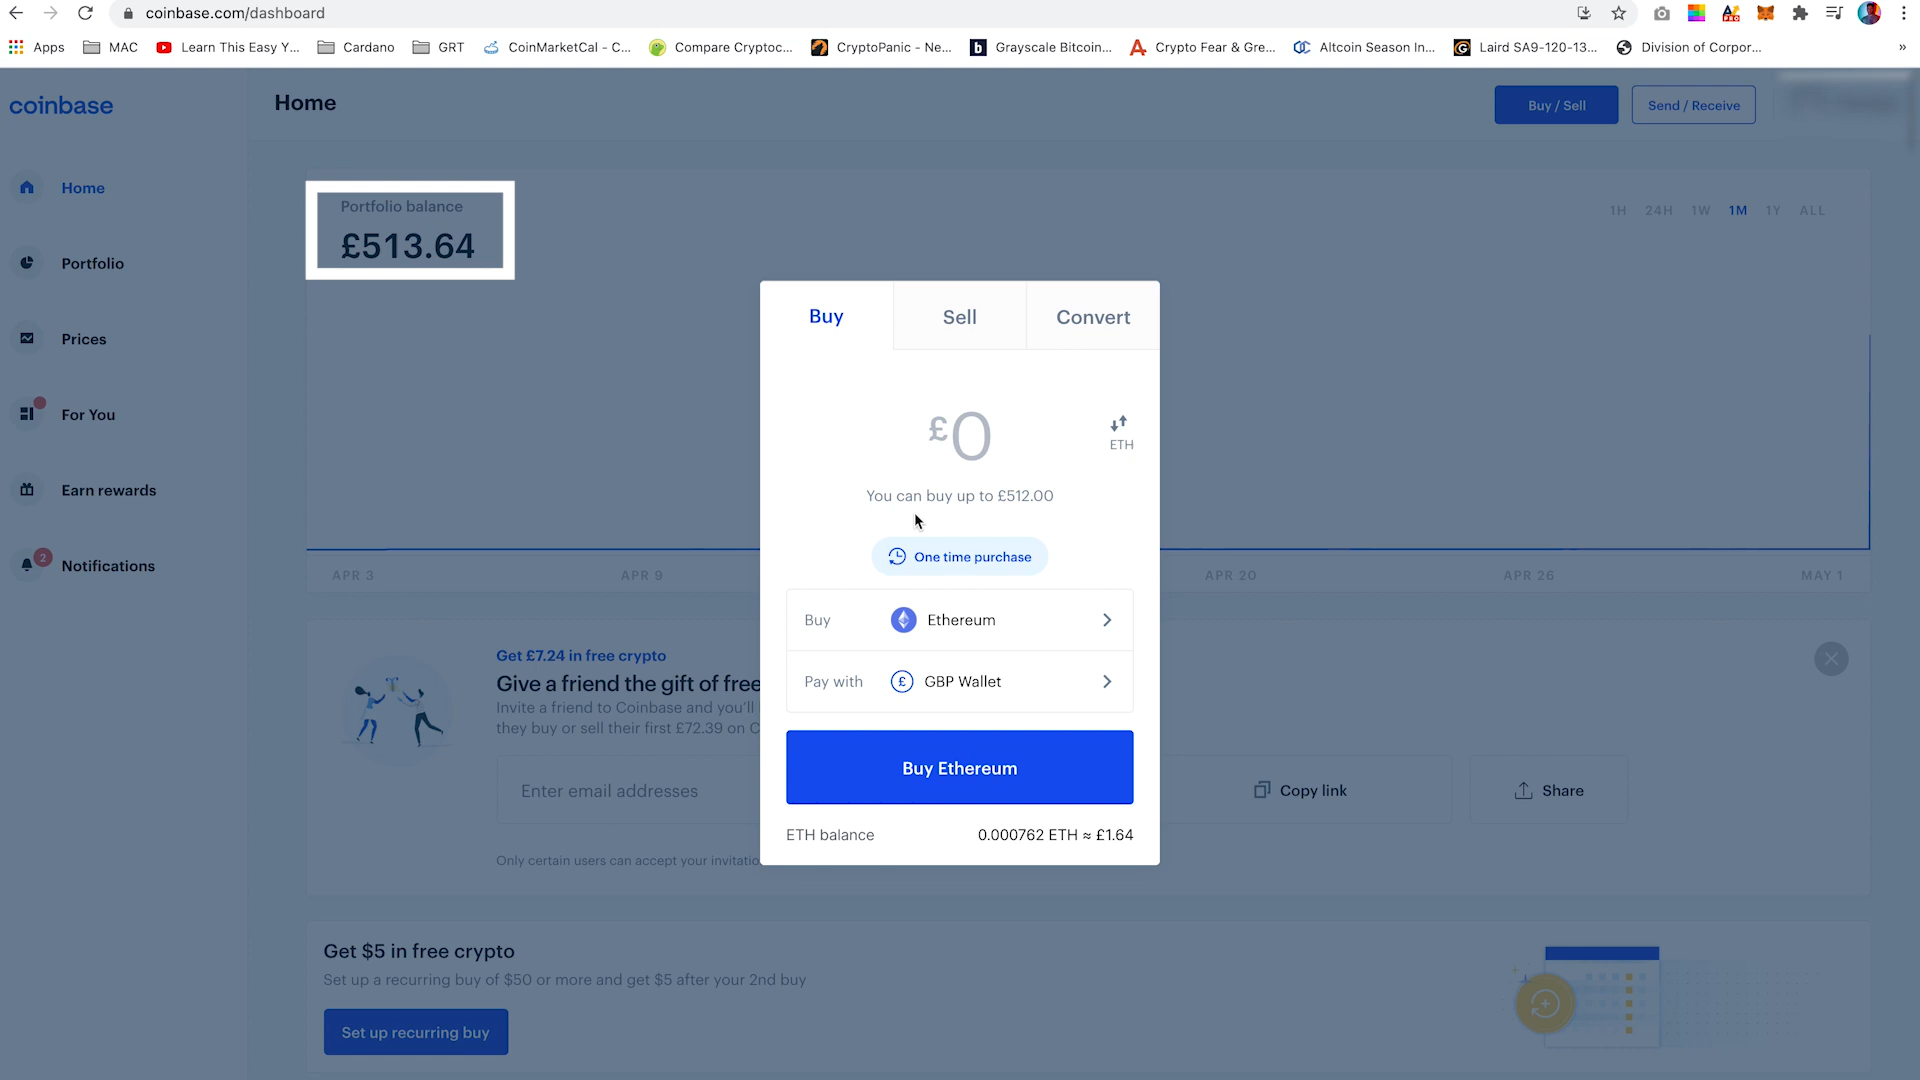 coinbase.com/dashboard
Apps MAC Learn This Easy Y... Cardano GRT CoinMarketCal - C... Compare Cryptoc... CryptoPanic - Ne... Grayscale Bitcoin... Crypto Fear & Gre... Altcoin Season In... Laird SA9-120-13... Division of Corpor... »
coinbase
Home
Buy / Sell
Send / Receive
Home
Portfolio
Prices
For You
Earn rewards
2
Notifications
Portfolio balance
£513.64
1H 24H 1W 1M 1Y ALL
APR 3 APR 9 APR 20 APR 26 MAY 1
Buy Sell Convert
£0
ETH
You can buy up to £512.00
One time purchase
Buy Ethereum
Pay with £ GBP Wallet
Buy Ethereum
ETH balance 0.000762 ETH ≈ £1.64
Get £7.24 in free crypto
Give a friend the gift of free
Invite a friend to Coinbase and you'll
they buy or sell their first £72.39 on C
Enter email addresses
Copy link
Share
Only certain users can accept your invitatio
Get $5 in free crypto
Set up a recurring buy of $50 or more and get $5 after your 2nd buy
Set up recurring buy